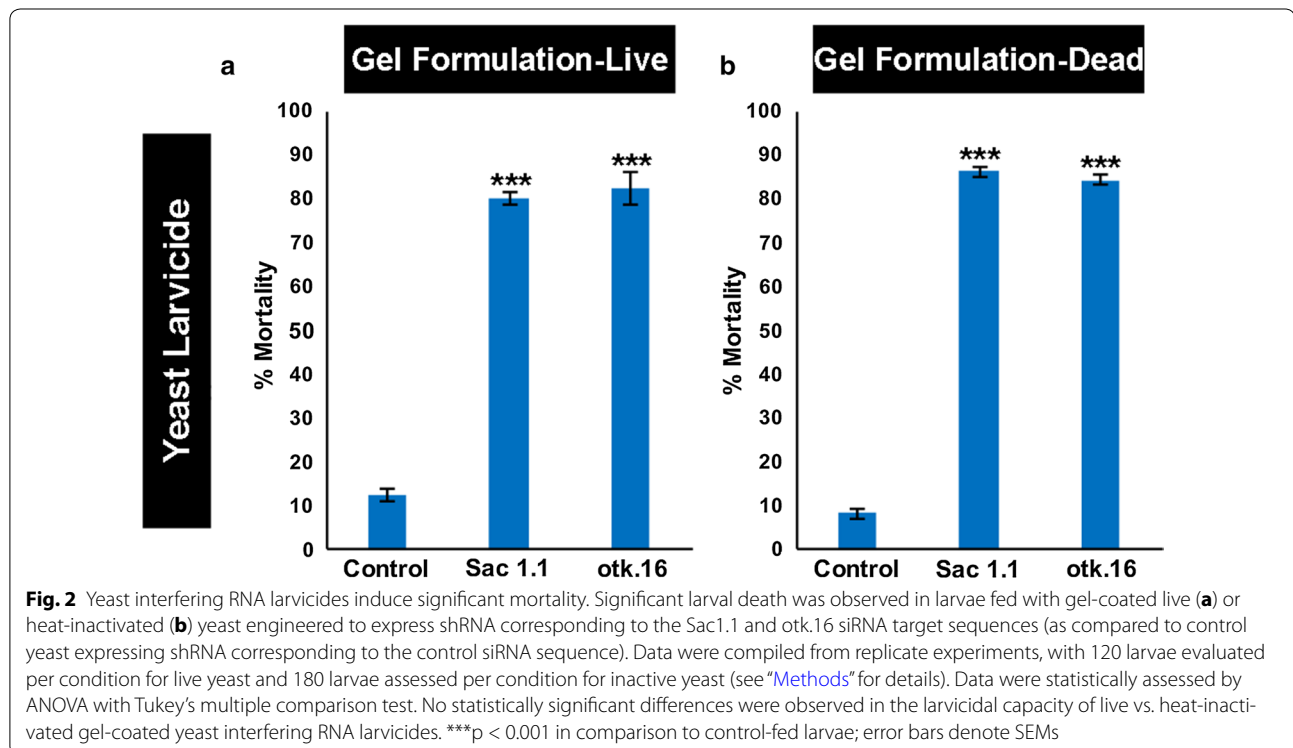 a
Gel Formulation-Live
b
Gel Formulation-Dead
Yeast Larvicide
% Mortality
100
90
80
70
60
50
40
30
20
10
0
***
***
Control
Sac 1.1
otk.16
% Mortality
100
90
80
70
60
50
40
30
20
10
0
***
***
Control
Sac 1.1
otk.16
Fig. 2 Yeast interfering RNA larvicides induce significant mortality. Significant larval death was observed in larvae fed with gel-coated live (a) or
heat-inactivated (b) yeast engineered to express shRNA corresponding to the Sac1.1 and otk.16 siRNA target sequences (as compared to control
yeast expressing shRNA corresponding to the control siRNA sequence). Data were compiled from replicate experiments, with 120 larvae evaluated
per condition for live yeast and 180 larvae assessed per condition for inactive yeast (see “Methods” for details). Data were statistically assessed by
ANOVA with Tukey’s multiple comparison test. No statistically significant differences were observed in the larvicidal capacity of live vs. heat-inacti-
vated gel-coated yeast interfering RNA larvicides. ***p < 0.001 in comparison to control-fed larvae; error bars denote SEMs